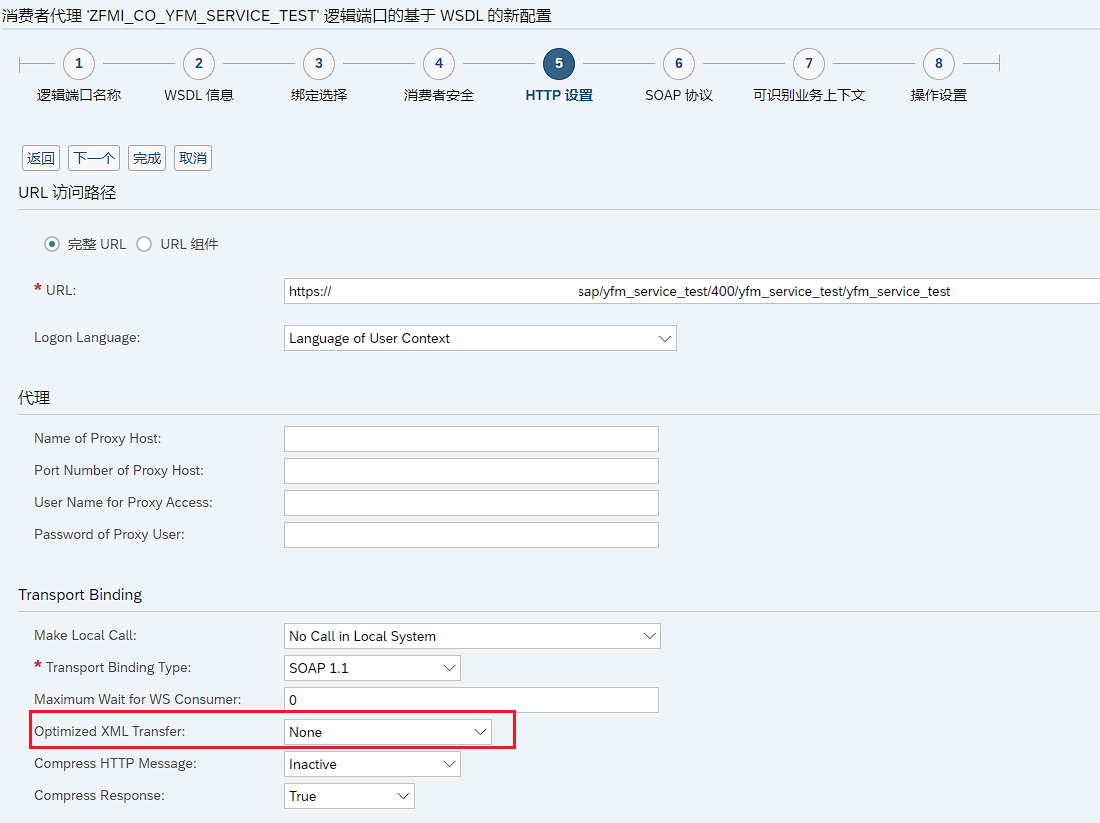 消费者代理 'ZFMI_CO_YFM_SERVICE_TEST' 逻辑端口的基于 WSDL 的新配置
1 2 3 4 5 6 7 8
逻辑端口名称 WSDL 信息 绑定选择 消费者安全 HTTP 设置 SOAP 协议 可识别业务上下文 操作设置
返回 下一个 完成 取消
URL 访问路径
完整 URL URL 组件
* URL: https:// sap/yfm_service_test/400/yfm_service_test/yfm_service_test
Logon Language: Language of User Context
代理
Name of Proxy Host:
Port Number of Proxy Host:
User Name for Proxy Access:
Password of Proxy User:
Transport Binding
Make Local Call: No Call in Local System
* Transport Binding Type: SOAP 1.1
Maximum Wait for WS Consumer: 0
Optimized XML Transfer: None
Compress HTTP Message: Inactive
Compress Response: True